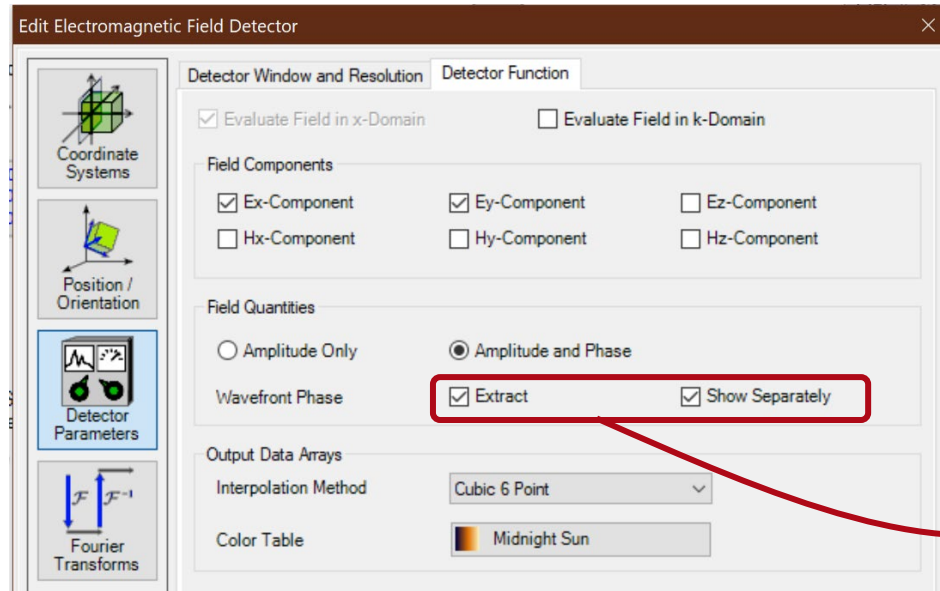 Edit Electromagnetic Field Detector
Coordinate
Systems
Position /
Orientation
Detector
Parameters
ℱ ℱ⁻¹
Fourier
Transforms
Detector Window and Resolution Detector Function
Evaluate Field in x-Domain Evaluate Field in k-Domain
Field Components
Ex-Component Ey-Component Ez-Component
Hx-Component Hy-Component Hz-Component
Field Quantities
Amplitude Only Amplitude and Phase
Wavefront Phase Extract Show Separately
Output Data Arrays
Interpolation Method Cubic 6 Point
Color Table Midnight Sun